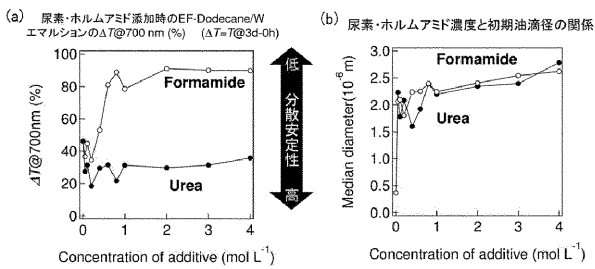 (a) 尿素・ホルムアミド添加時のEF-Dodecane/W
エマルションのΔT@700 nm (%) (ΔT=T@3d-0h)
100
80
60
40
20
0
ΔT@700nm (%)
Formamide
Urea
0 1 2 3 4
Concentration of additive (mol L⁻¹)
低 分散安定性 高
(b) 尿素・ホルムアミド濃度と初期油滴径の関係
3.0
2.5
2.0
1.5
1.0
0.5
0.0
Median diameter(10⁻⁶ m)
Formamide
Urea
0 1 2 3 4
Concentration of additive (mol L⁻¹)